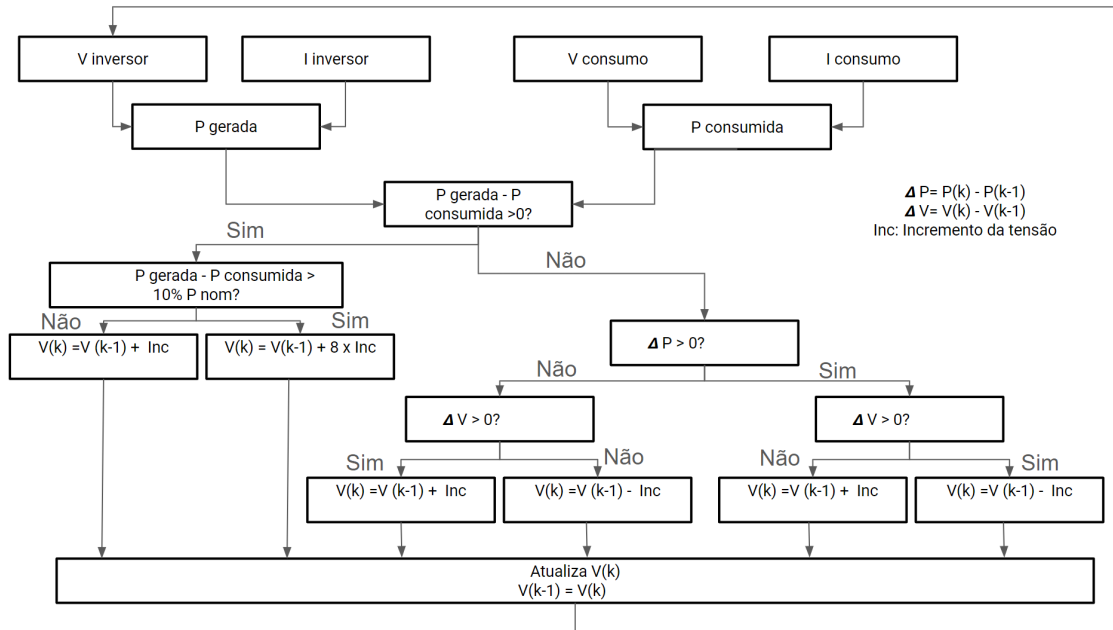 V inversor
I inversor
V consumo
I consumo
P gerada
P consumida
P gerada - P
consumida >0?
Δ P= P(k) - P(k-1)
Δ V= V(k) - V(k-1)
Inc: Incremento da tensão
Sim
Não
P gerada - P consumida >
10% P nom?
Não
Sim
V(k) =V (k-1) + Inc
V(k) = V(k-1) + 8 x Inc
Δ P > 0?
Não
Sim
Δ V > 0?
Δ V > 0?
Sim
Não
Não
Sim
V(k) =V (k-1) + Inc
V(k) =V (k-1) - Inc
V(k) =V (k-1) + Inc
V(k) =V (k-1) - Inc
Atualiza V(k)
V(k-1) = V(k)